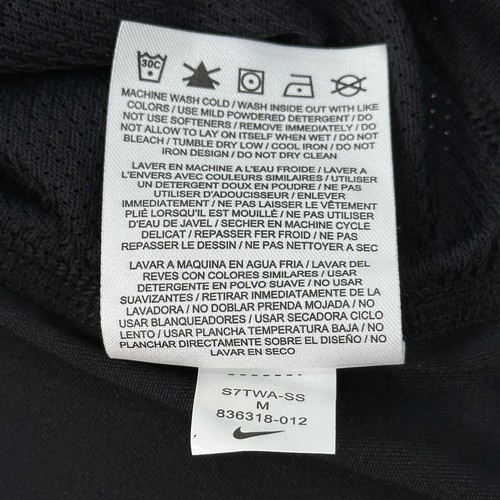 30C
MACHINE WASH COLD / WASH INSIDE OUT WITH LIKE
COLORS / USE MILD POWDERED DETERGENT / DO
NOT USE SOFTENERS / REMOVE IMMEDIATELY / DO
NOT ALLOW TO LAY ON ITSELF WHEN WET / DO NOT
BLEACH / TUMBLE DRY LOW / COOL IRON / DO NOT
IRON DESIGN / DO NOT DRY CLEAN
LAVER EN MACHINE A L'EAU FROIDE / LAVER A
L'ENVERS AVEC COULEURS SIMILAIRES / UTILISER
UN DETERGENT DOUX EN POUDRE / NE PAS
UTILISER D'ADOUCISSEUR / ENLEVER
IMMEDIATEMENT / NE PAS LAISSER LE VÊTEMENT
PLIÉ LORSQU'IL EST MOUILLÉ / NE PAS UTILISER
D'EAU DE JAVEL / SECHER EN MACHINE CYCLE
DELICAT / REPASSER FER FROID / NE PAS
REPASSER LE DESSIN / NE PAS NETTOYER A SEC
LAVAR A MAQUINA EN AGUA FRIA / LAVAR DEL
REVES CON COLORES SIMILARES / USAR
DETERGENTE EN POLVO SUAVE / NO USAR
SUAVIZANTES / RETIRAR INMEDIATAMENTE DE LA
LAVADORA / NO DOBLAR PRENDA MOJADA / NO
USAR BLANQUEADORES / USAR SECADORA CICLO
LENTO / USAR PLANCHA TEMPERATURA BAJA / NO
PLANCHAR DIRECTAMENTE SOBRE EL DISEÑO / NO
LAVAR EN SECO
S7TWA-SS
M
836318-012